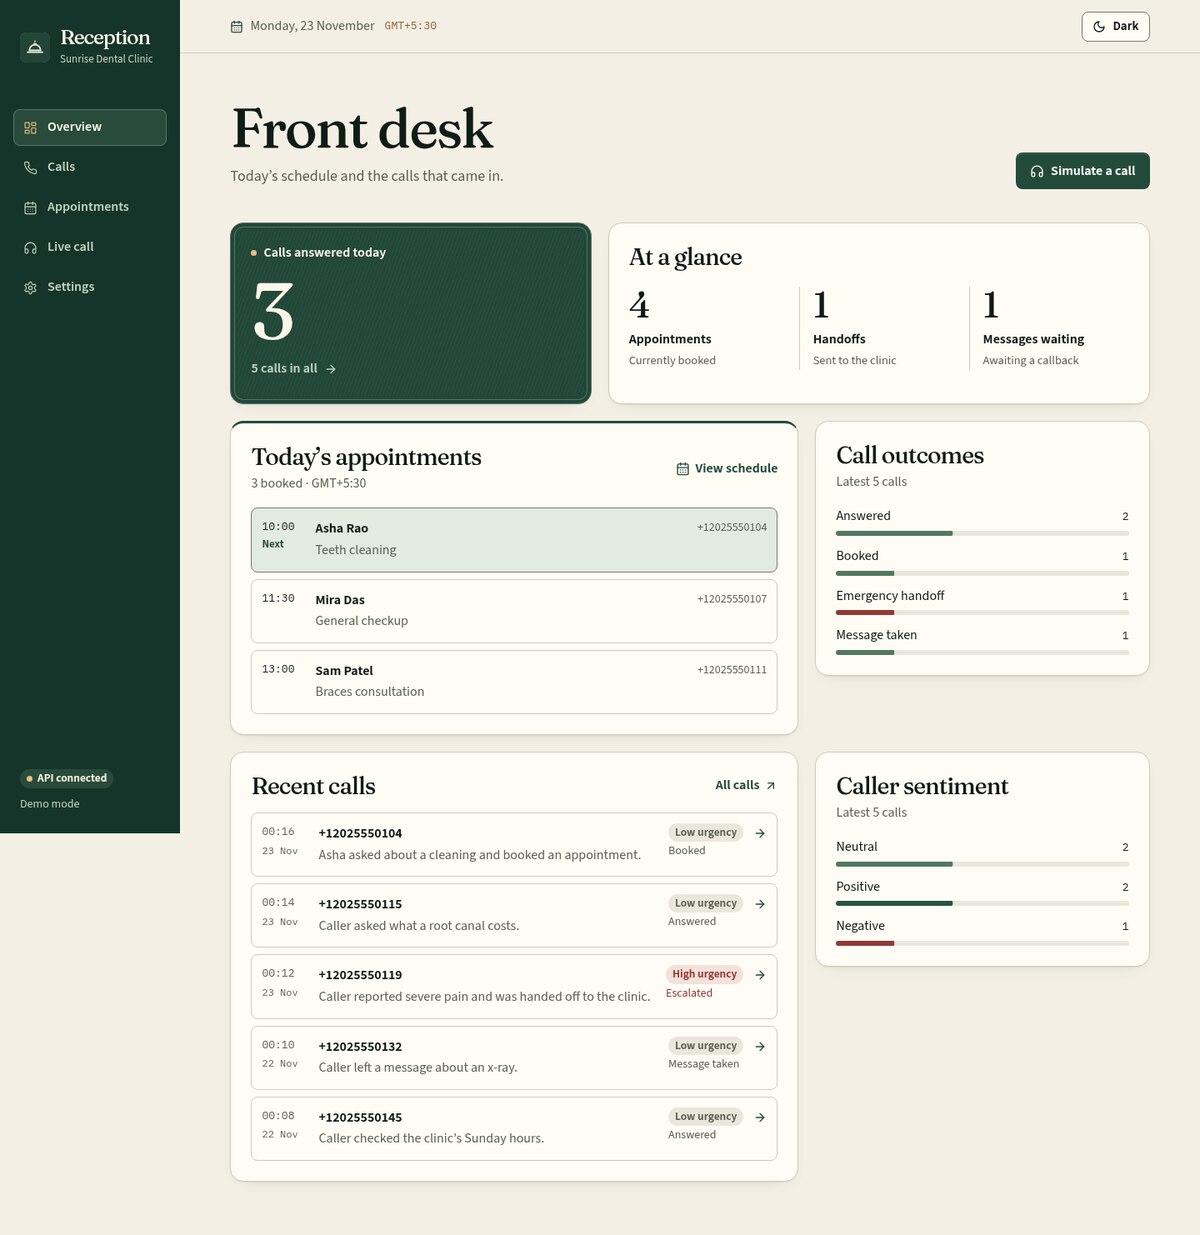 Reception
Sunrise Dental Clinic
Overview
Calls
Appointments
Live call
Settings
API connected
Demo mode
Monday, 23 November GMT+5:30
Dark
Front desk
Today’s schedule and the calls that came in.
Simulate a call
Calls answered today
3
5 calls in all
At a glance
4
Appointments
Currently booked
1
Handoffs
Sent to the clinic
1
Messages waiting
Awaiting a callback
Today’s appointments
3 booked · GMT+5:30
View schedule
10:00 Asha Rao +12025550104
Next Teeth cleaning
11:30 Mira Das +12025550107
General checkup
13:00 Sam Patel +12025550111
Braces consultation
Call outcomes
Latest 5 calls
Answered 2
Booked 1
Emergency handoff 1
Message taken 1
Recent calls
All calls
00:16 +12025550104 Low urgency
23 Nov Asha asked about a cleaning and booked an appointment. Booked
00:14 +12025550115 Low urgency
23 Nov Caller asked what a root canal costs. Answered
00:12 +12025550119 High urgency
23 Nov Caller reported severe pain and was handed off to the clinic. Escalated
00:10 +12025550132 Low urgency
22 Nov Caller left a message about an x-ray. Message taken
00:08 +12025550145 Low urgency
22 Nov Caller checked the clinic's Sunday hours. Answered
Caller sentiment
Latest 5 calls
Neutral 2
Positive 2
Negative 1